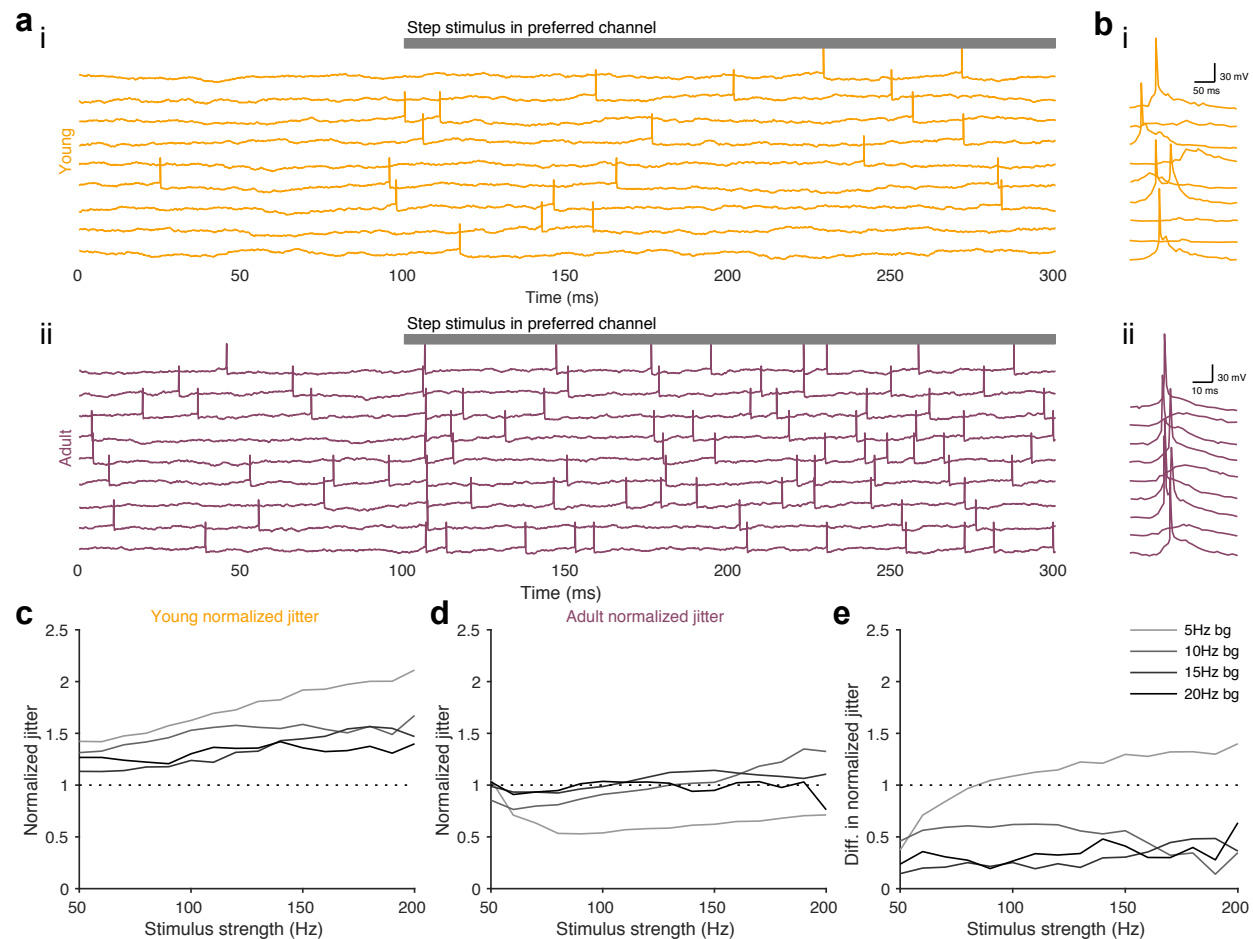 a
i
Step stimulus in preferred channel
Young
0 50 100 150 200 250 300
Time (ms)
b
i
30 mV
50 ms
ii
Step stimulus in preferred channel
Adult
0 50 100 150 200 250 300
Time (ms)
ii
30 mV
10 ms
c
Young normalized jitter
Normalized jitter
2.5
2
1.5
1
0.5
0
50 100 150 200
Stimulus strength (Hz)
d
Adult normalized jitter
Normalized jitter
2.5
2
1.5
1
0.5
0
50 100 150 200
Stimulus strength (Hz)
e
Diff. in normalized jitter
2.5
2
1.5
1
0.5
0
50 100 150 200
Stimulus strength (Hz)
5Hz bg
10Hz bg
15Hz bg
20Hz bg